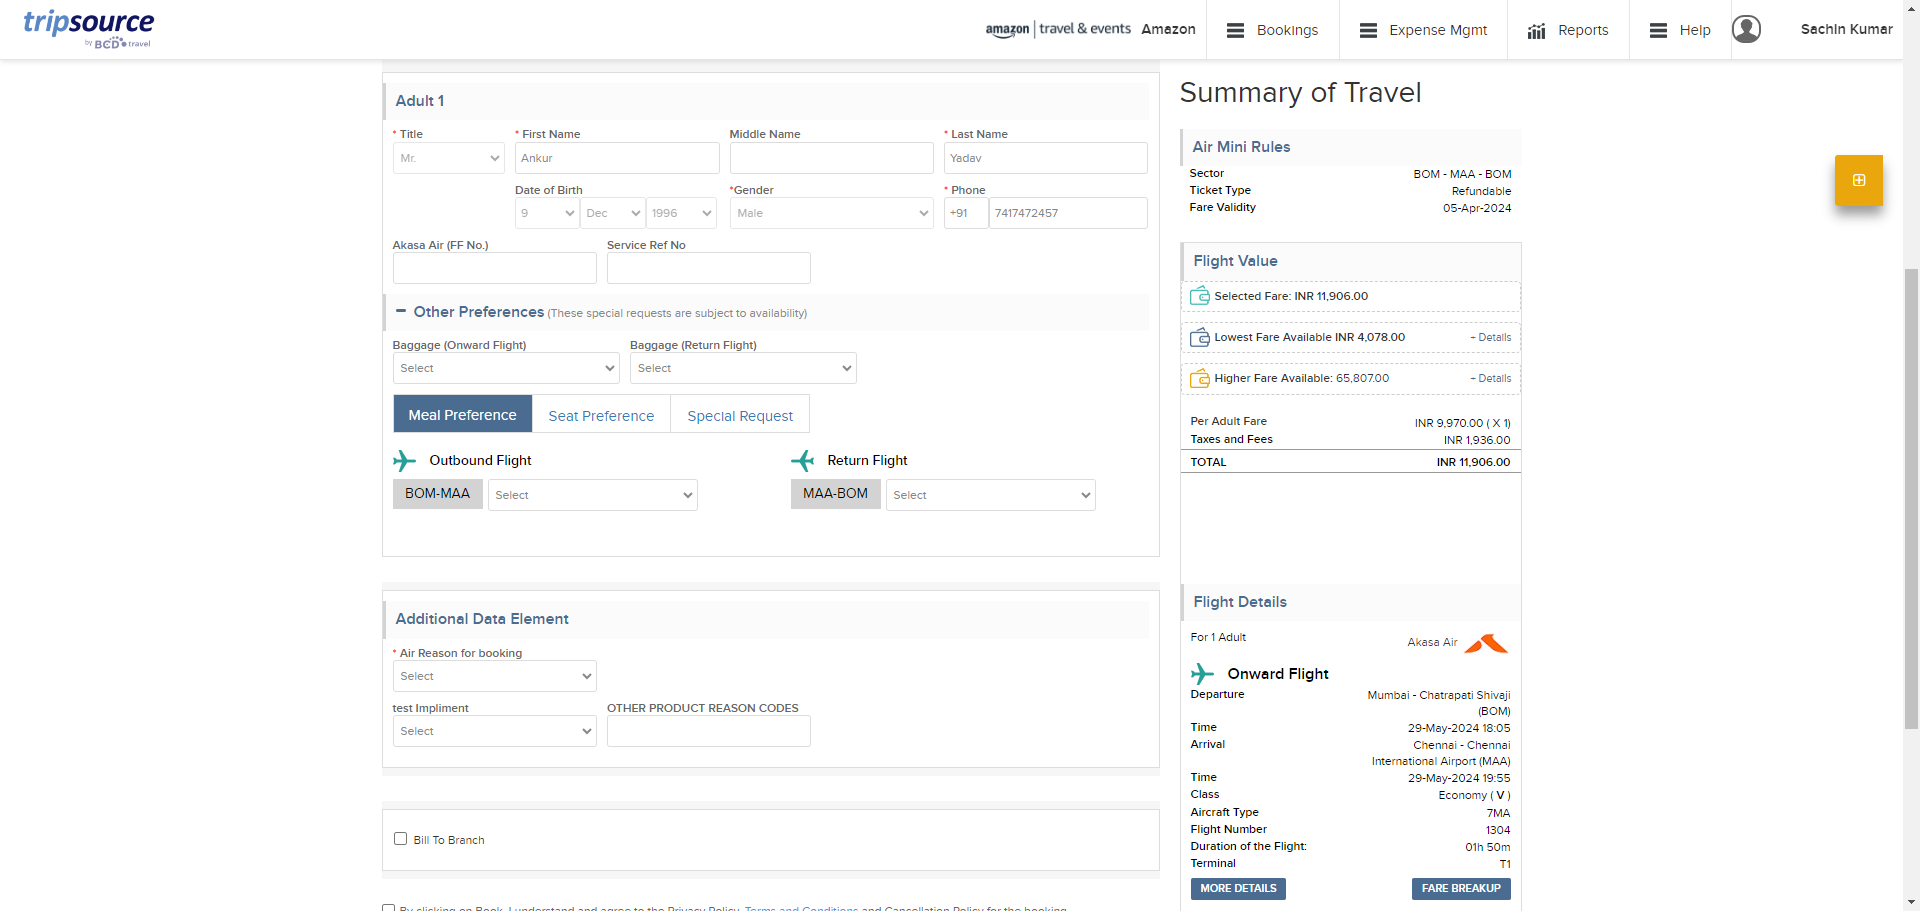 tripsource
by BCD travel
amazon | travel & events Amazon
Bookings
Expense Mgmt
Reports
Help
Sachin Kumar
Adult 1
* Title
* First Name
Middle Name
* Last Name
Mr.
Ankur
Yadav
Date of Birth
*Gender
* Phone
9
Dec
1996
Male
+91
7417472457
Akasa Air (FF No.)
Service Ref No
Other Preferences (These special requests are subject to availability)
Baggage (Onward Flight)
Baggage (Return Flight)
Select
Select
Meal Preference
Seat Preference
Special Request
Outbound Flight
Return Flight
BOM-MAA
Select
MAA-BOM
Select
Additional Data Element
* Air Reason for booking
Select
test Impliment
OTHER PRODUCT REASON CODES
Select
Bill To Branch
By clicking on Book, I understand and agree to the Privacy Policy, Terms and Conditions and Cancellation Policy for the booking
Summary of Travel
Air Mini Rules
Sector BOM - MAA - BOM
Ticket Type Refundable
Fare Validity 05-Apr-2024
Flight Value
Selected Fare: INR 11,906.00
Lowest Fare Available INR 4,078.00 + Details
Higher Fare Available: 65,807.00 + Details
Per Adult Fare INR 9,970.00 ( X 1)
Taxes and Fees INR 1,936.00
TOTAL INR 11,906.00
Flight Details
For 1 Adult Akasa Air
Onward Flight
Departure Mumbai - Chatrapati Shivaji
(BOM)
Time 29-May-2024 18:05
Arrival Chennai - Chennai
International Airport (MAA)
Time 29-May-2024 19:55
Class Economy ( V )
Aircraft Type 7MA
Flight Number 1304
Duration of the Flight: 01h 50m
Terminal T1
MORE DETAILS
FARE BREAKUP